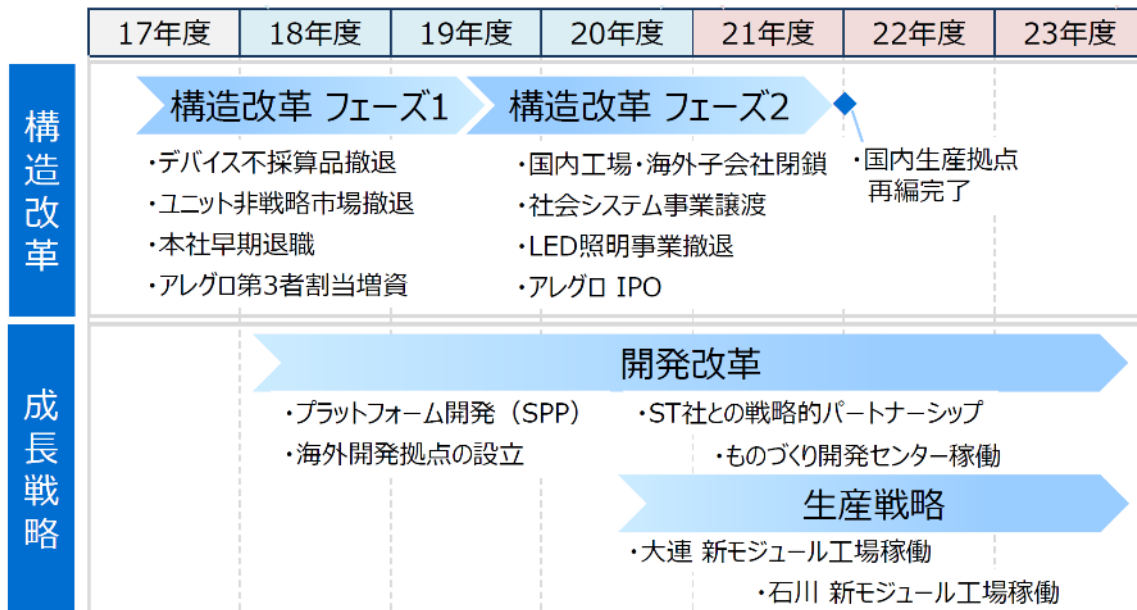 17年度 18年度 19年度 20年度 21年度 22年度 23年度
構造改革
構造改革 フェーズ1
・デバイス不採算品撤退
・ユニット非戦略市場撤退
・本社早期退職
・アレグロ第3者割当増資
構造改革 フェーズ2
・国内工場・海外子会社閉鎖
・社会システム事業譲渡
・LED照明事業撤退
・アレグロ IPO
・国内生産拠点
再編完了
成長戦略
開発改革
・プラットフォーム開発（SPP）
・海外開発拠点の設立
・ST社との戦略的パートナーシップ
・ものづくり開発センター稼働
生産戦略
・大連 新モジュール工場稼働
・石川 新モジュール工場稼働